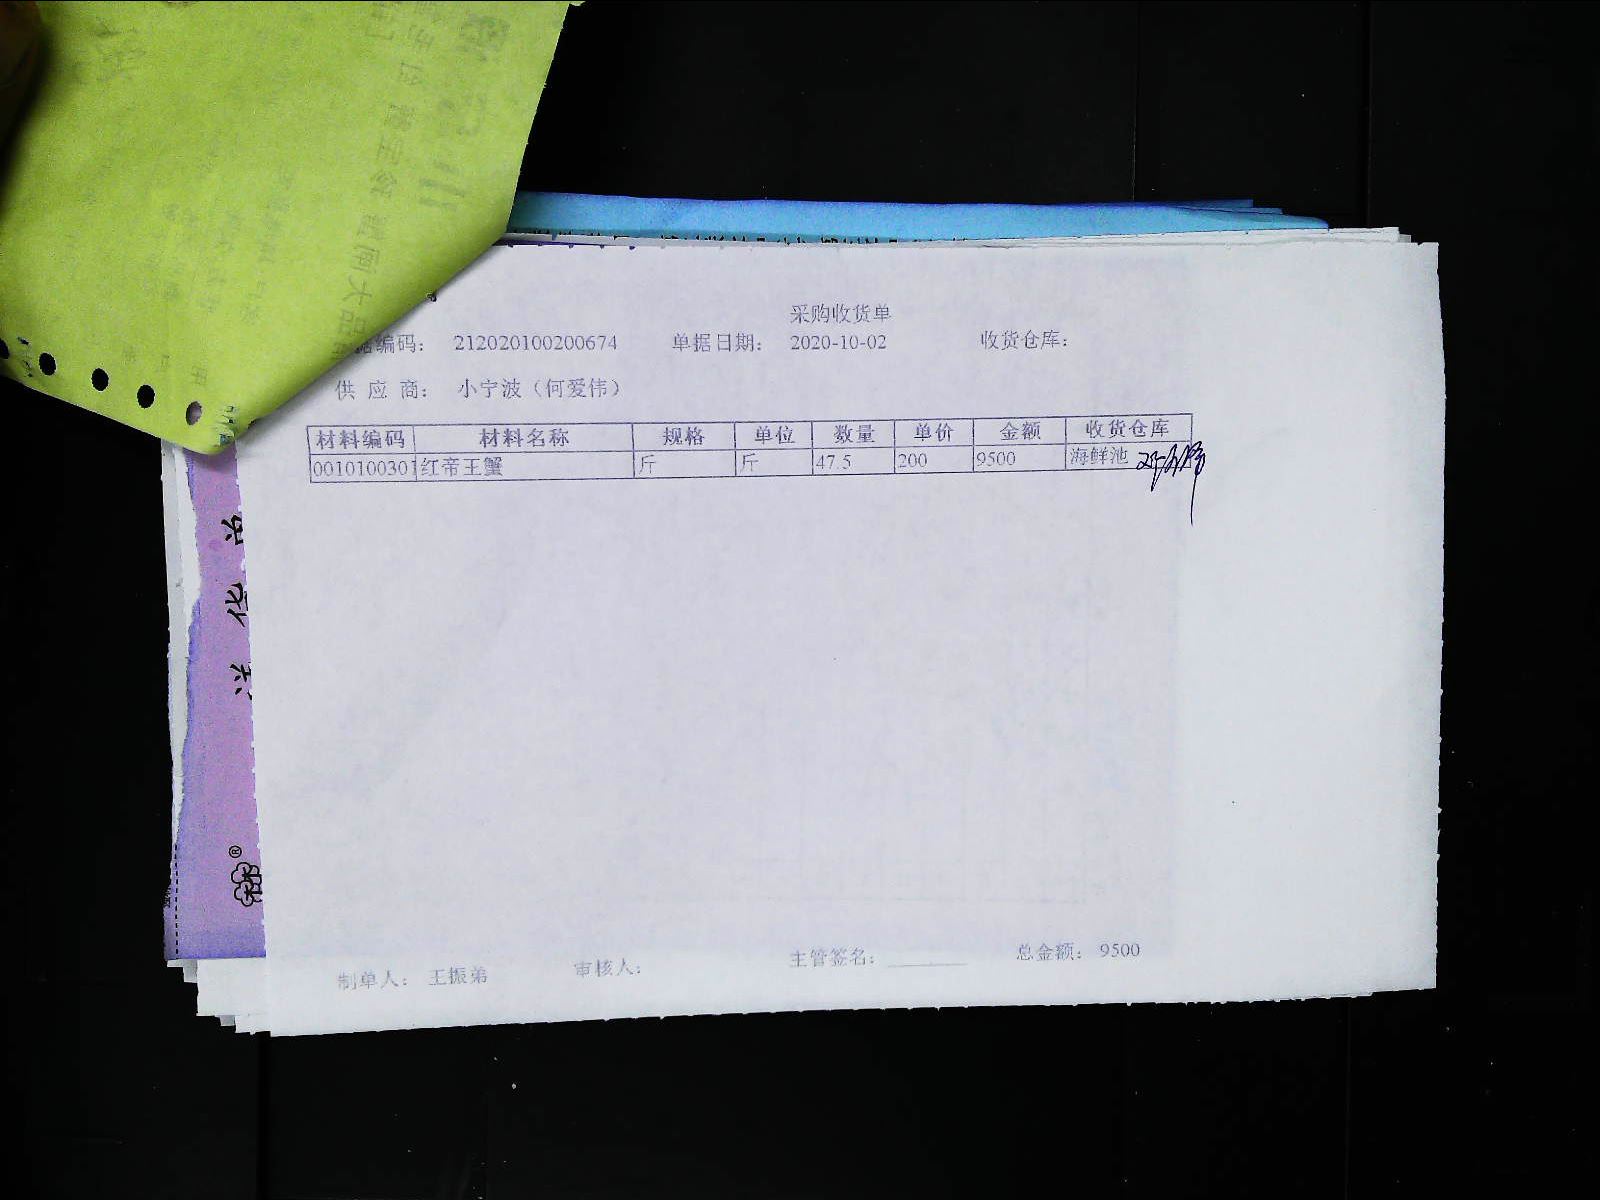 采购收货单
据编码： 212020100200674 单据日期： 2020-10-02 收货仓库：
供 应 商： 小宁波（何爱伟）
材料编码 材料名称 规格 单位 数量 单价 金额 收货仓库
0010100301 红帝王蟹 斤 斤 47.5 200 9500 海鲜池
制单人： 王振弟 审核人： 主管签名： 总金额： 9500